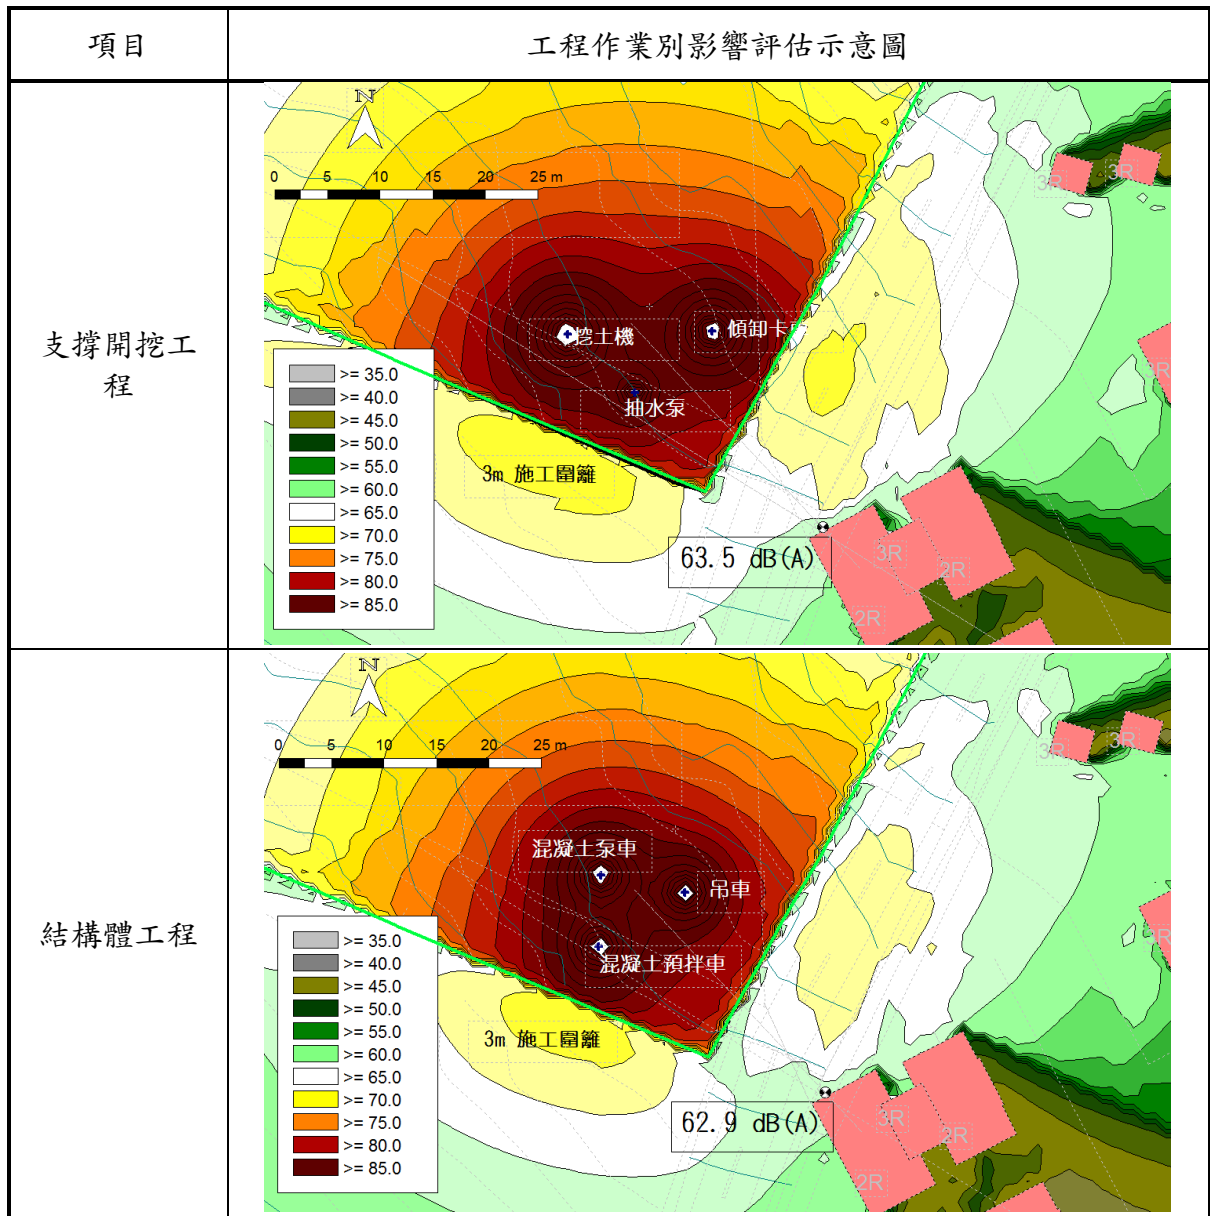 項目
工程作業別影響評估示意圖
支撐開挖工
程
N
0 5 10 15 20 25 m
挖土機
傾卸卡
抽水泵
3m 施工圍籬
>= 35.0
>= 40.0
>= 45.0
>= 50.0
>= 55.0
>= 60.0
>= 65.0
>= 70.0
>= 75.0
>= 80.0
>= 85.0
63.5 dB(A)
3R
3R
R
3R
2R
2R
結構體工程
N
0 5 10 15 20 25 m
混凝土泵車
吊車
混凝土預拌車
3m 施工圍籬
>= 35.0
>= 40.0
>= 45.0
>= 50.0
>= 55.0
>= 60.0
>= 65.0
>= 70.0
>= 75.0
>= 80.0
>= 85.0
62.9 dB(A)
3R
3R
R
3R
2R
2R